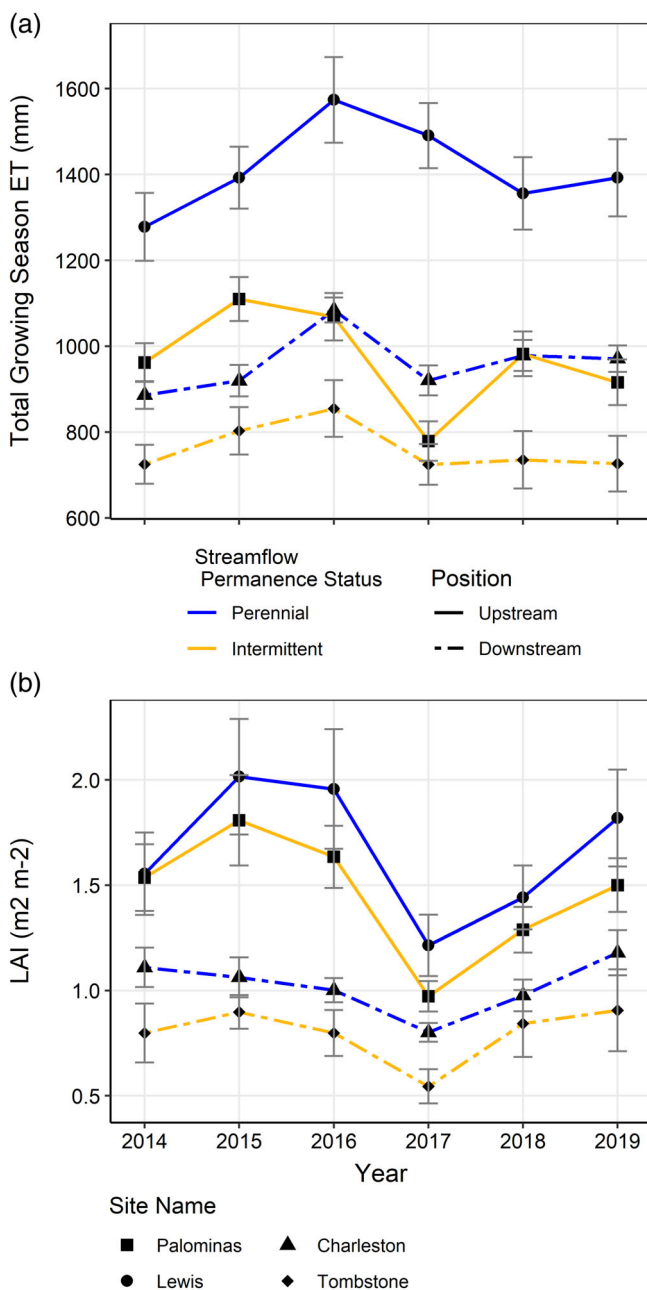 (a)
Total Growing Season ET (mm)
1600
1400
1200
1000
800
600
Streamflow
Permanence Status
Perennial
Intermittent
Position
Upstream
Downstream
(b)
LAI (m2 m-2)
2.0
1.5
1.0
0.5
2014 2015 2016 2017 2018 2019
Year
Site Name
Palominas Charleston
Lewis Tombstone